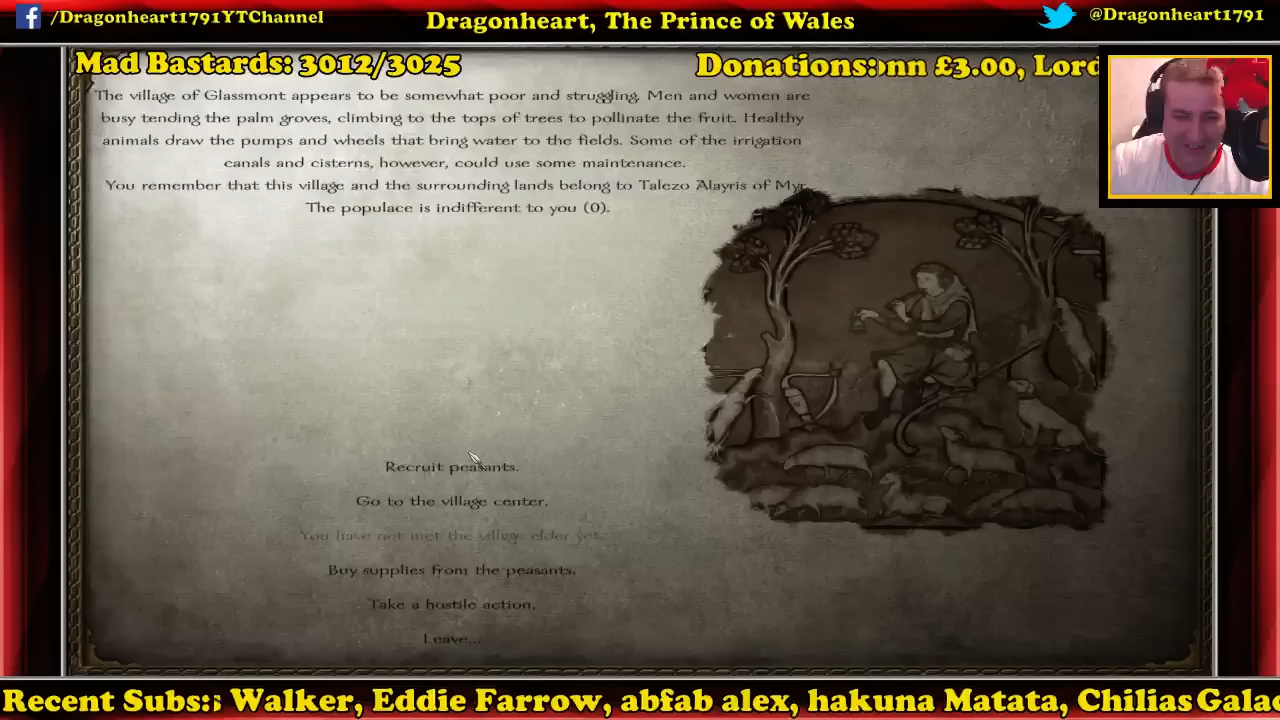 /Dragonheart1791YTChannel
Dragonheart, The Prince of Wales
@Dragonheart1791
Mad Bastards: 3012/3025
Donations: nn £3.00, Lord
The village of Glassmont appears to be somewhat poor and struggling. Men and women are
busy tending the palm groves, climbing to the tops of trees to pollinate the fruit. Healthy
animals draw the pumps and wheels that bring water to the fields. Some of the irrigation
canals and cisterns, however, could use some maintenance.
You remember that this village and the surrounding lands belong to Talezo Alayris of Myr.
The populace is indifferent to you (0).
Recruit peasants.
Go to the village center.
You have not met the village elder yet.
Buy supplies from the peasants.
Take a hostile action.
Leave...
Recent Subs: Walker, Eddie Farrow, abfab alex, hakuna Matata, Chilias Galac